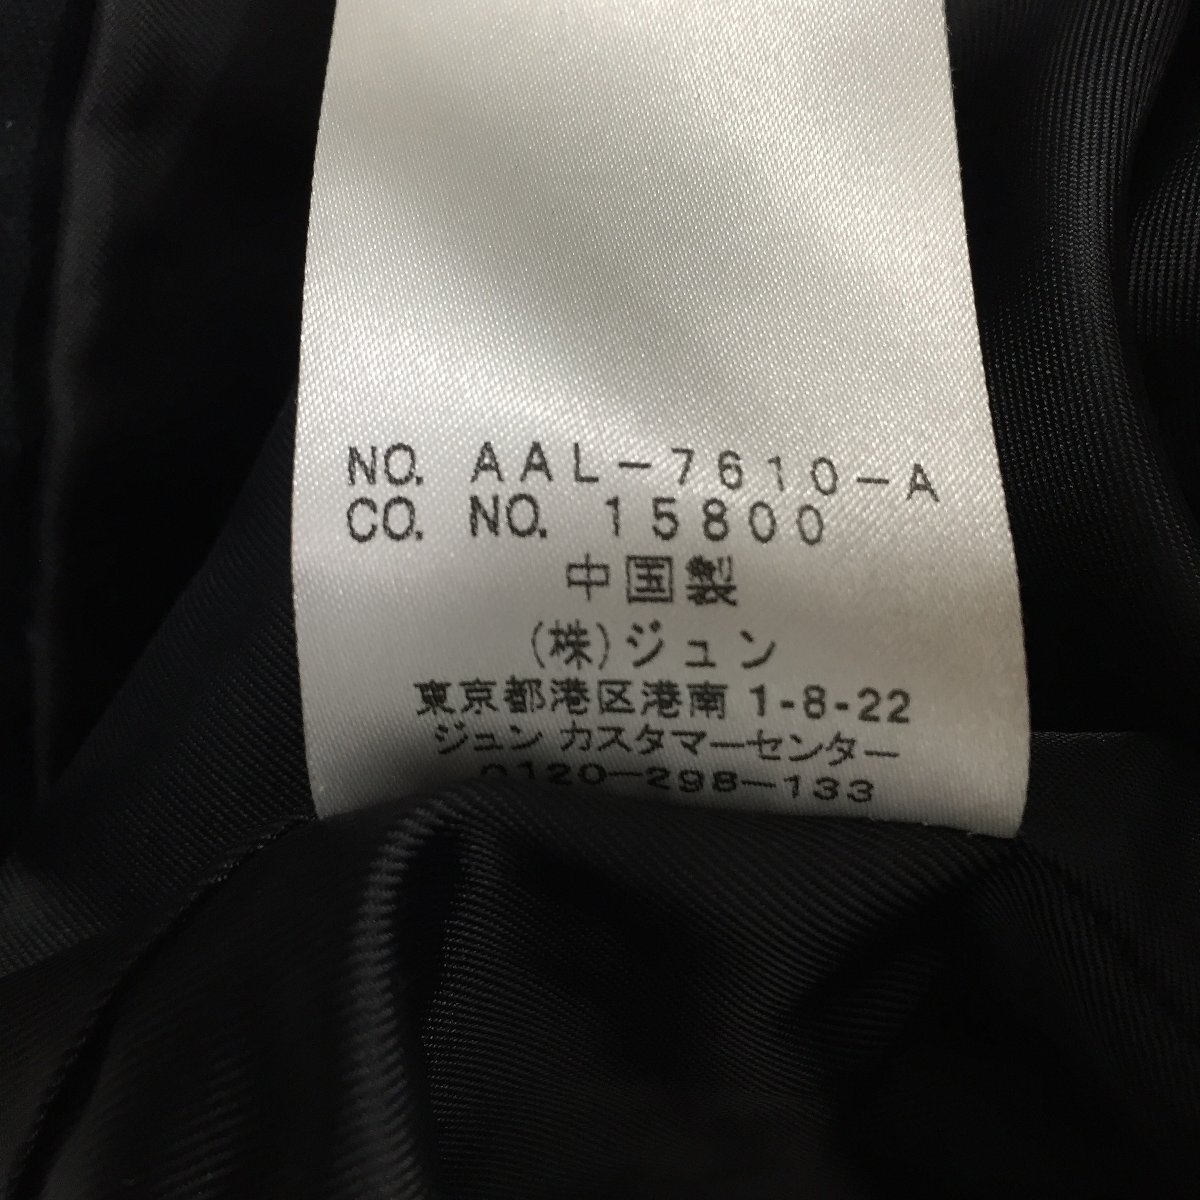 NO. AAL-7610-A
CO. NO. 15800
中国製
(株)ジュン
東京都港区港南 1-8-22
ジュン カスタマーセンター
0120-298-133